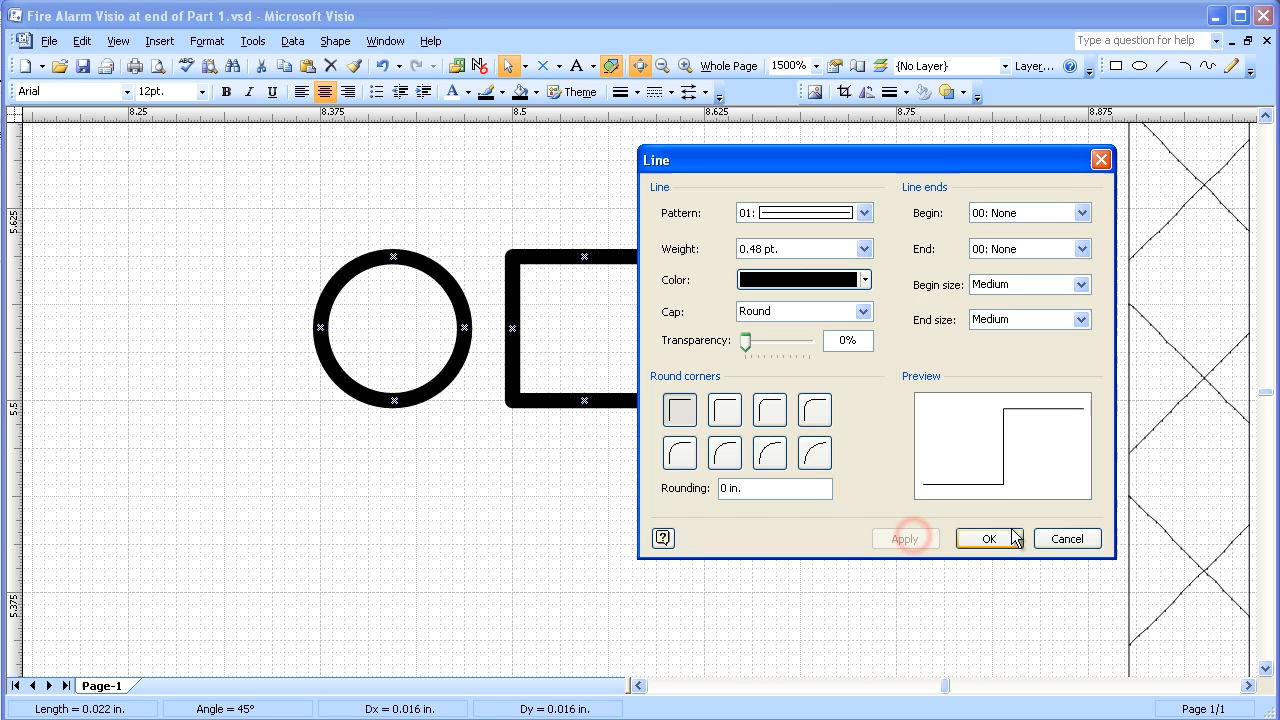 Fire Alarm Visio at end of Part 1.vsd - Microsoft Visio
File Edit View Insert Format Tools Data Shape Window Help Type a question for help
Whole Page 1500% {No Layer} Layer...
Arial 12pt. B I U A Theme
8.25 8.375 8.5 8.625 8.75 8.875
5.625
5.5
5.375
Line
Line Line ends
Pattern: 01: Begin: 00: None
Weight: 0.48 pt. End: 00: None
Color: Begin size: Medium
Cap: Round End size: Medium
Transparency: 0%
Round corners Preview
Rounding: 0 in.
Apply OK Cancel
Page-1
Length = 0.022 in. Angle = 45° Dx = 0.016 in. Dy = 0.016 in. Page 1/1